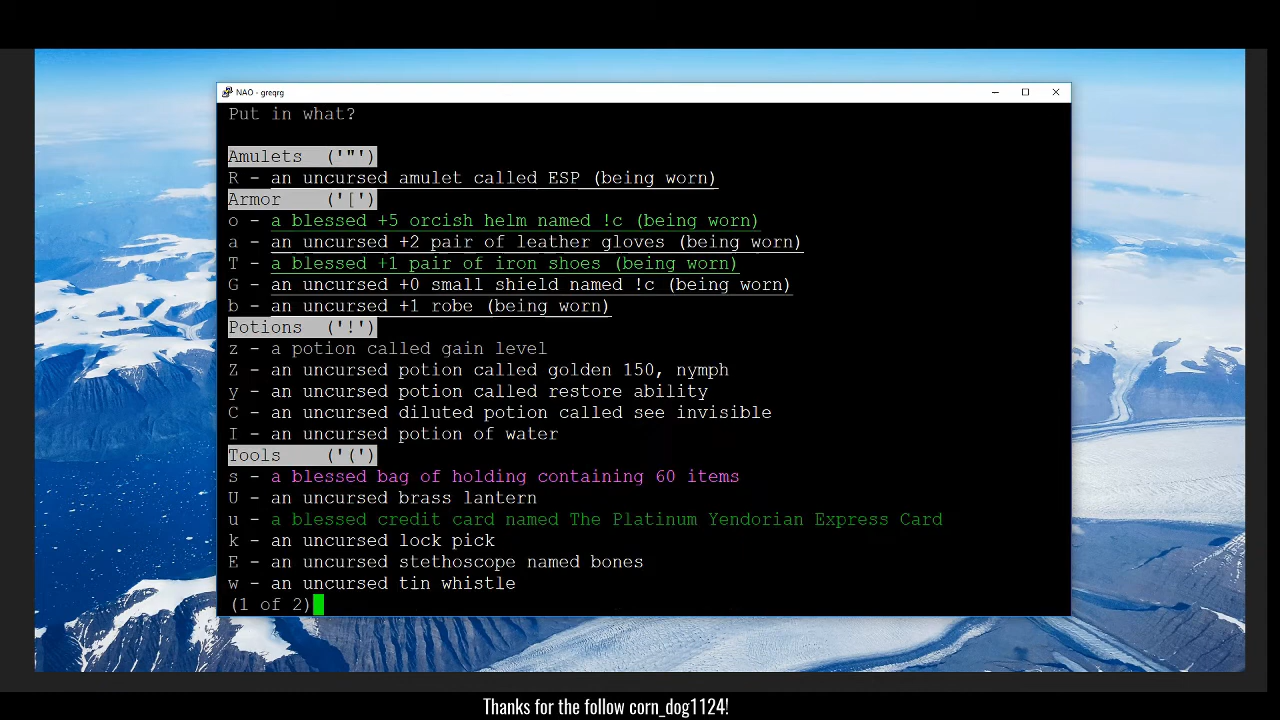 NAO - greqrg
Put in what?
Amulets ('"')
R - an uncursed amulet called ESP (being worn)
Armor ('[')
o - a blessed +5 orcish helm named !c (being worn)
a - an uncursed +2 pair of leather gloves (being worn)
T - a blessed +1 pair of iron shoes (being worn)
G - an uncursed +0 small shield named !c (being worn)
b - an uncursed +1 robe (being worn)
Potions ('!')
z - a potion called gain level
Z - an uncursed potion called golden 150, nymph
y - an uncursed potion called restore ability
C - an uncursed diluted potion called see invisible
I - an uncursed potion of water
Tools ('(')
s - a blessed bag of holding containing 60 items
U - an uncursed brass lantern
u - a blessed credit card named The Platinum Yendorian Express Card
k - an uncursed lock pick
E - an uncursed stethoscope named bones
w - an uncursed tin whistle
(1 of 2)
Thanks for the follow corn_dog1124!